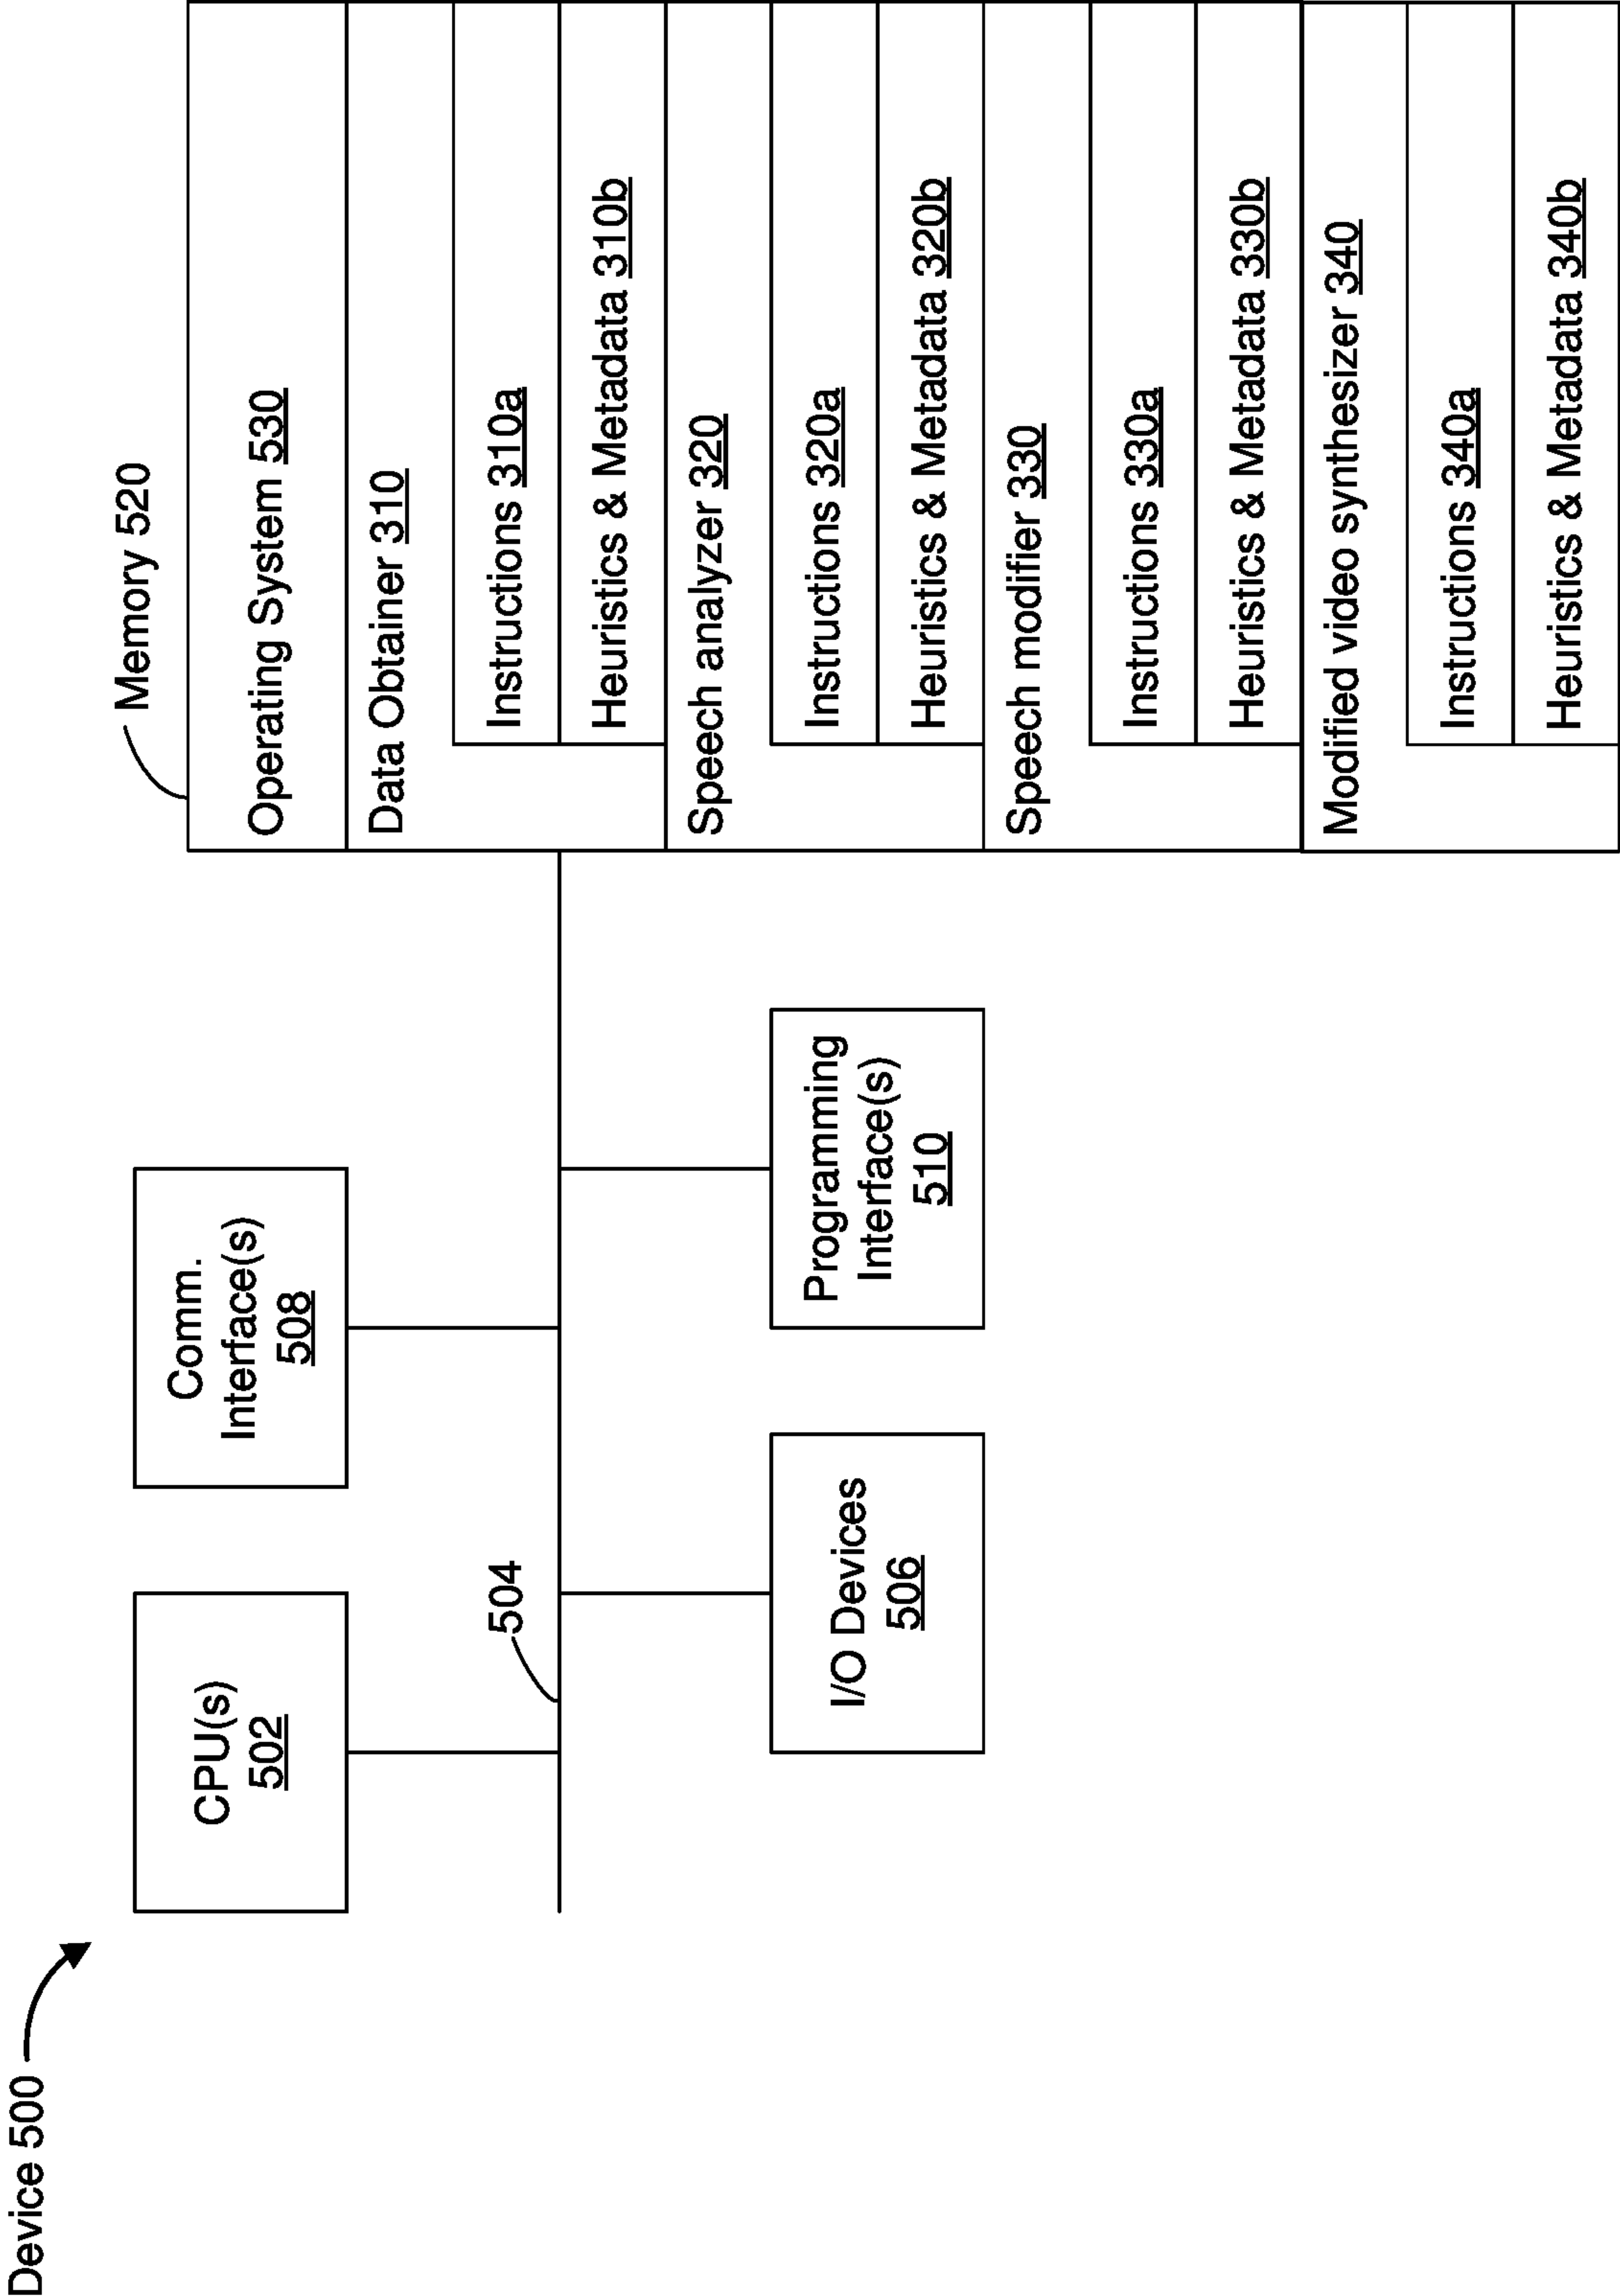 Device 500
CPU(s)
502
Comm.
Interface(s)
508
504
I/O Devices
506
Programming
Interface(s)
510
Memory 520
Operating System 530
Data Obtainer 310
Instructions 310a
Heuristics & Metadata 310b
Speech analyzer 320
Instructions 320a
Heuristics & Metadata 320b
Speech modifier 330
Instructions 330a
Heuristics & Metadata 330b
Modified video synthesizer 340
Instructions 340a
Heuristics & Metadata 340b